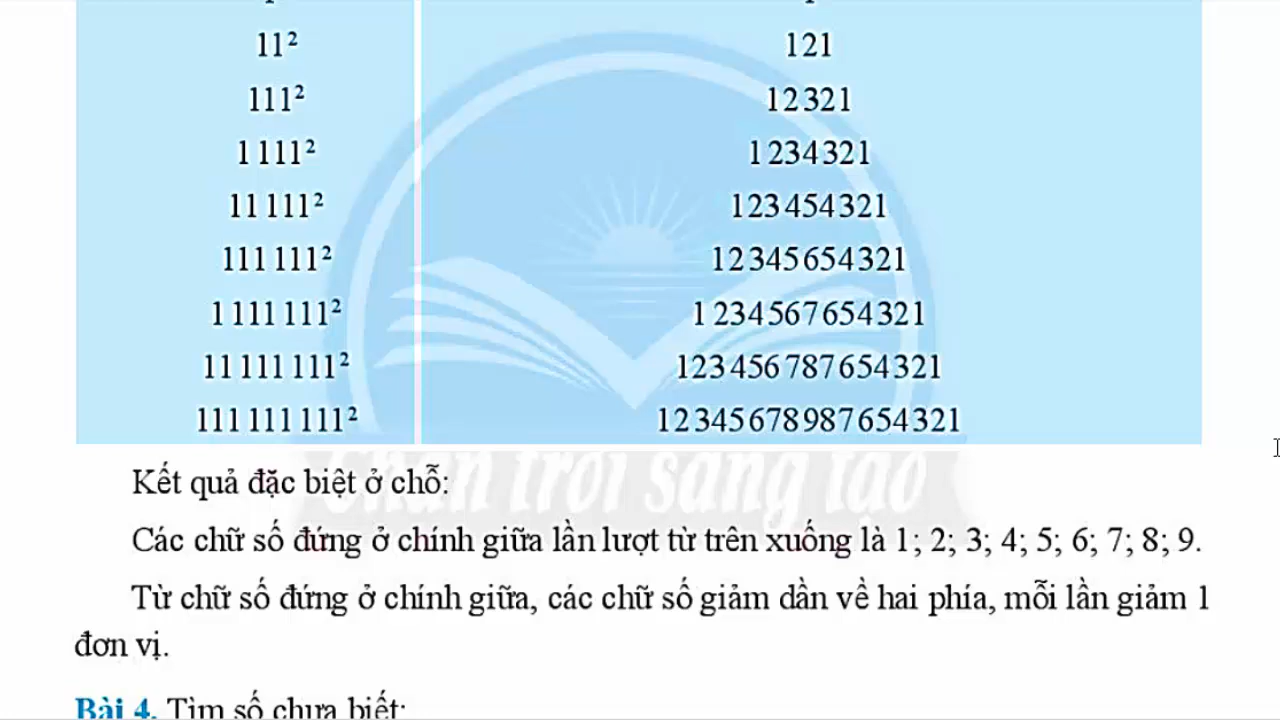 11² 121
111² 12321
1 111² 1 234 321
11 111² 123 454 321
111 111² 12 345 654 321
1 111 111² 1 234 567 654 321
11 111 111² 123 456 787 654 321
111 111 111² 12 345 678 987 654 321
Chân trời sáng tạo
Kết quả đặc biệt ở chỗ:
Các chữ số đứng ở chính giữa lần lượt từ trên xuống là 1; 2; 3; 4; 5; 6; 7; 8; 9.
Từ chữ số đứng ở chính giữa, các chữ số giảm dần về hai phía, mỗi lần giảm 1
đơn vị.
Bài 4. Tìm số chưa biết: